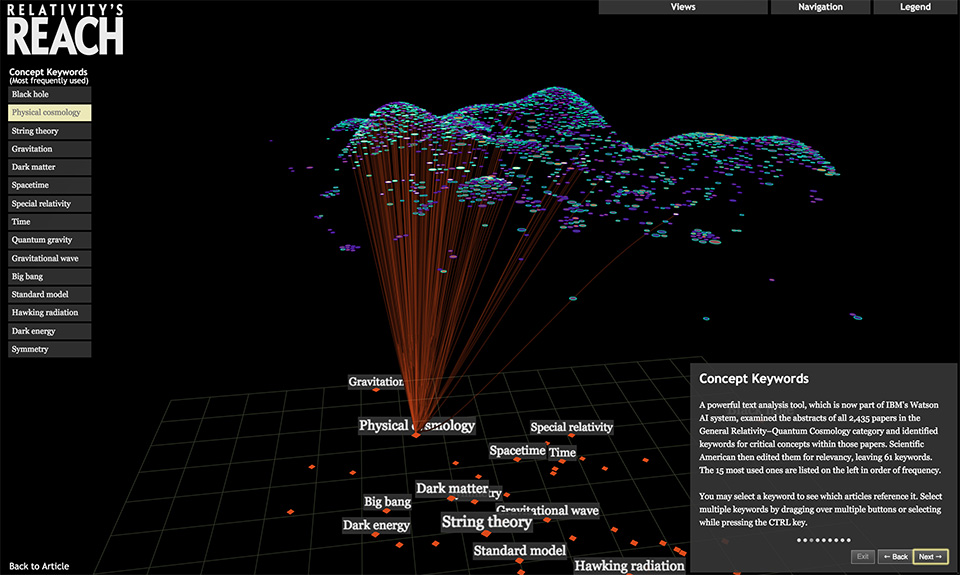 RELATIVITY'S
REACH
Views
Navigation
Legend
Concept Keywords
(Most frequently used)
Black hole
Physical cosmology
String theory
Gravitation
Dark matter
Spacetime
Special relativity
Time
Quantum gravity
Gravitational wave
Big bang
Standard model
Hawking radiation
Dark energy
Symmetry
Gravitation
Physical cosmology
Special relativity
Spacetime
Time
Dark matter
Big bang
Gravitational wave
String theory
Dark energy
Standard model
Hawking radiation
Concept Keywords
A powerful text analysis tool, which is now part of IBM's Watson
AI system, examined the abstracts of all 2,435 papers in the
General Relativity–Quantum Cosmology category and identified
keywords for critical concepts within those papers. Scientific
American then edited them for relevancy, leaving 61 keywords.
The 15 most used ones are listed on the left in order of frequency.
You may select a keyword to see which articles reference it. Select
multiple keywords by dragging over multiple buttons or selecting
while pressing the CTRL key.
Exit
← Back
Next →
Back to Article